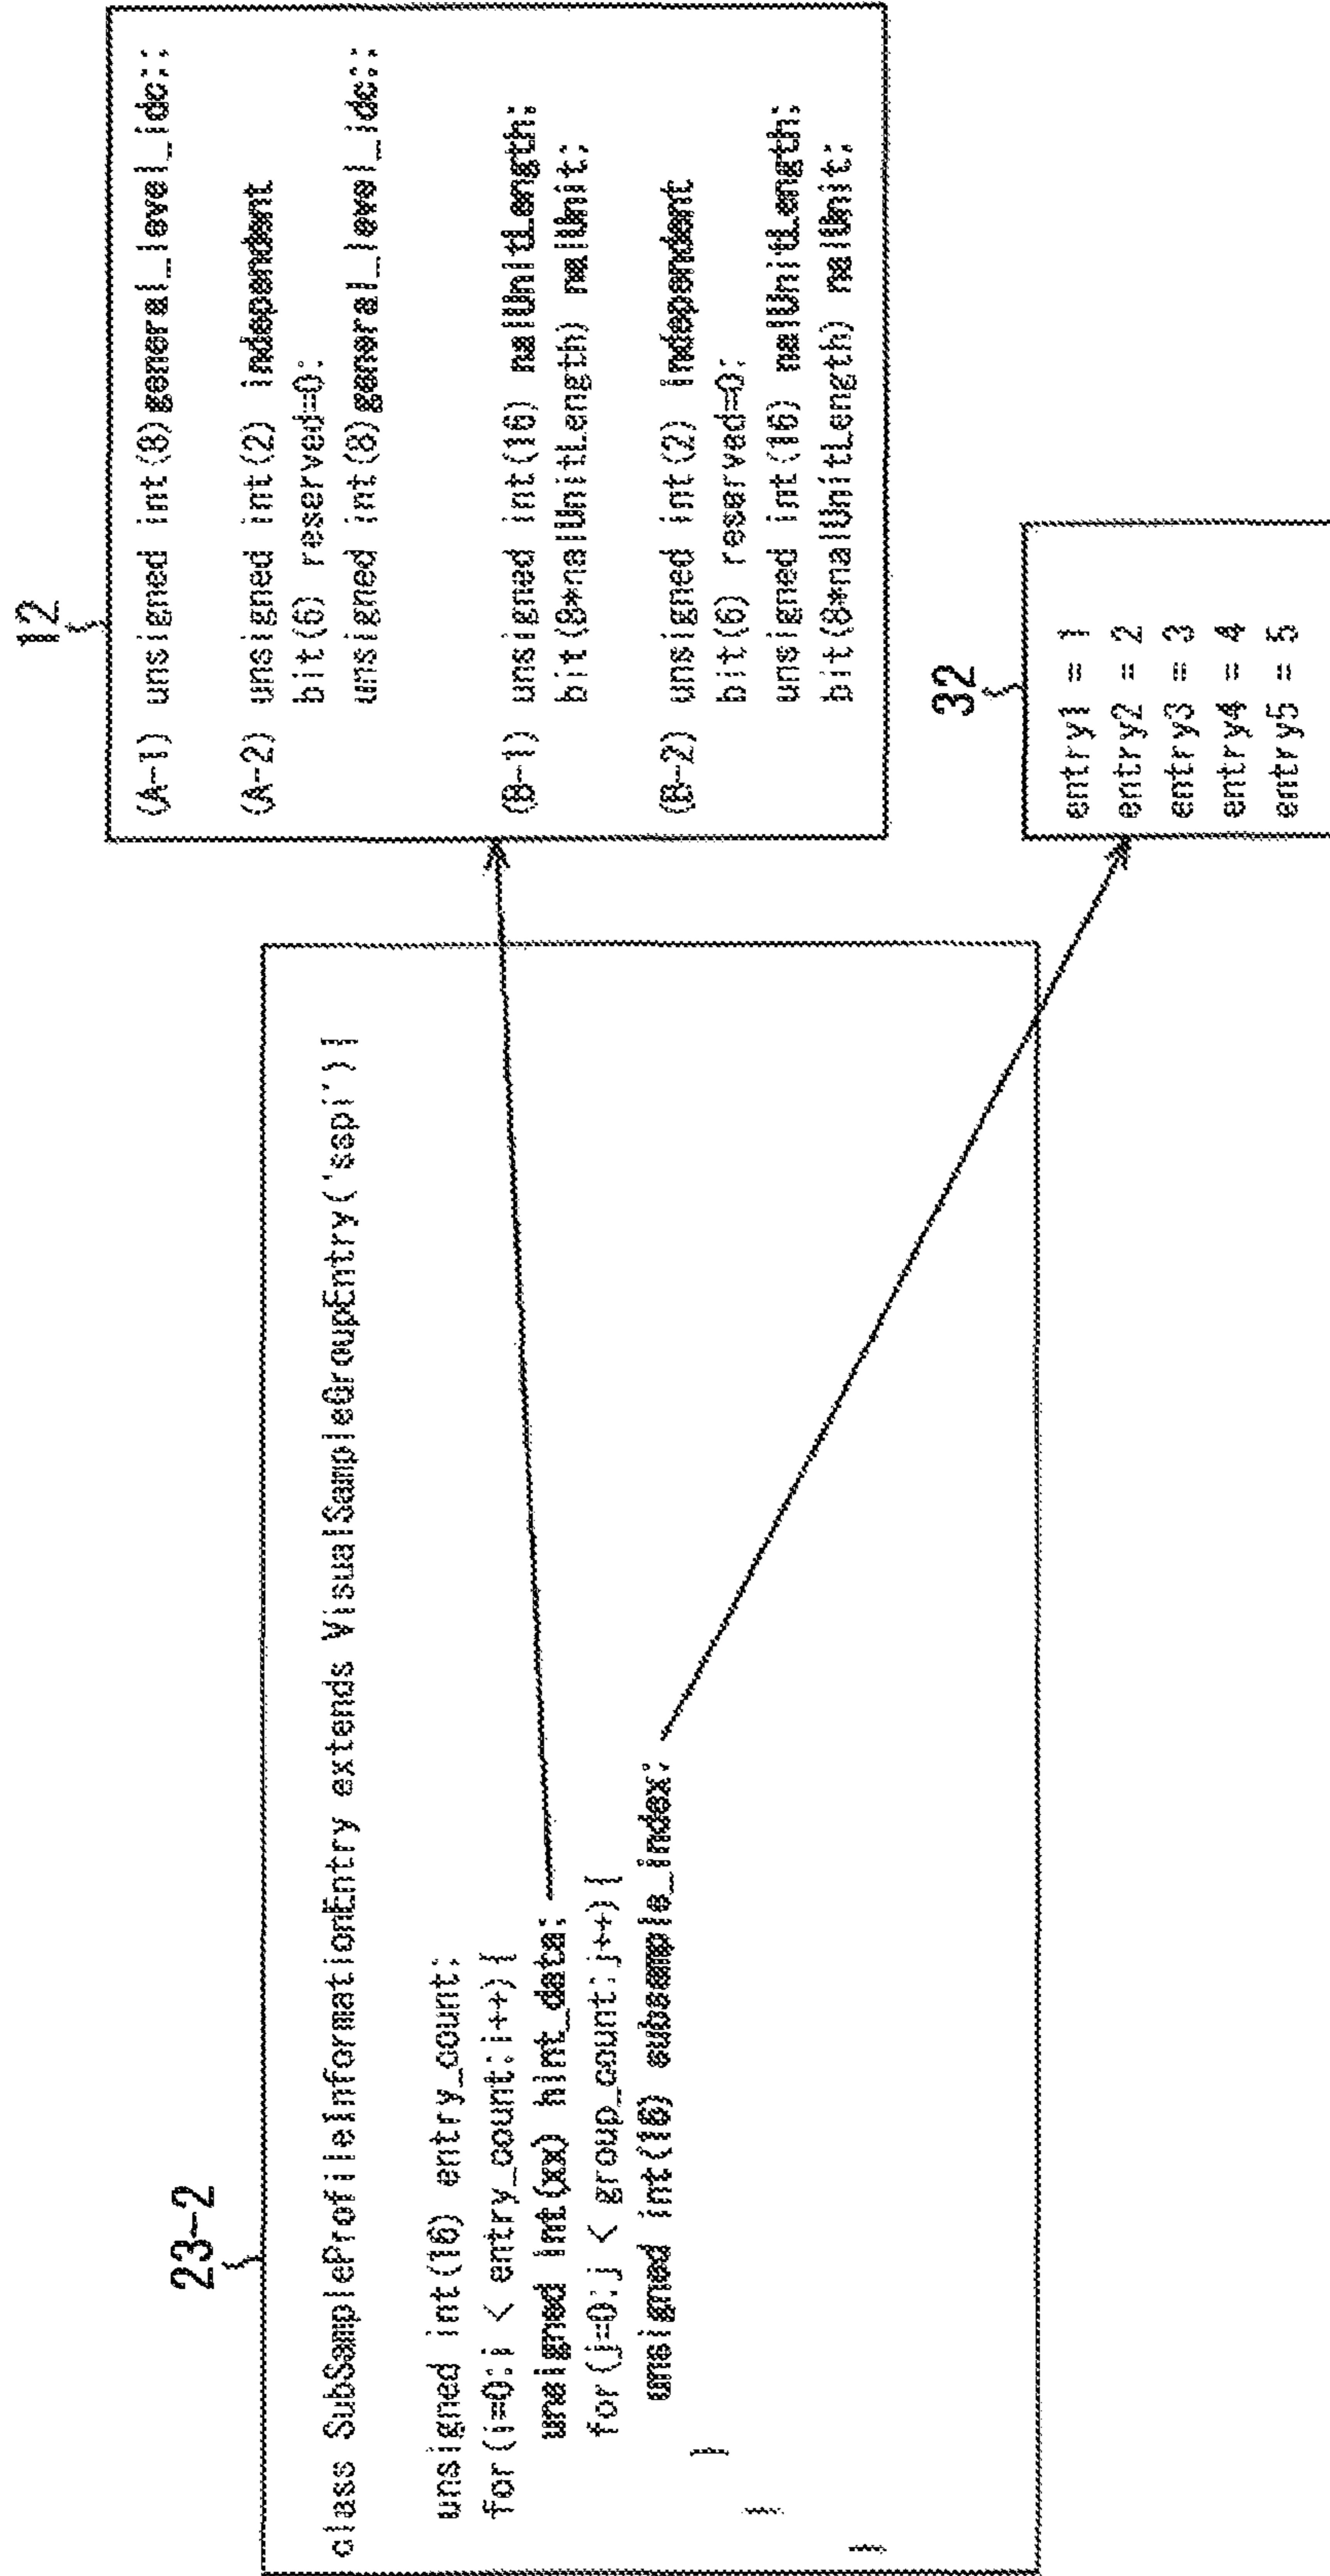 23-2
class SubSampleProfileInformationEntry extends VisualSampleGroupEntry('sspi'){
unsigned int(16) entry_count;
for(i=0;i < entry_count;i++){
unsigned int(xx) hint_data;
for(j=0;j < group_count;j++){
unsigned int(16) subsample_index;
}
}
}
12
(A-1) unsigned int(8)general_level_idc;;
(A-2) unsigned int(2) independent
bit(6) reserved=0;
unsigned int(8)general_level_idc;;
(B-1) unsigned int(16) nalUnitLength;
bit(8*nalUnitLength) nalUnit;
(B-2) unsigned int(2) independent
bit(6) reserved=0;
unsigned int(16) nalUnitLength;
bit(8*nalUnitLength) nalUnit;
32
entry1 = 1
entry2 = 2
entry3 = 3
entry4 = 4
entry5 = 5